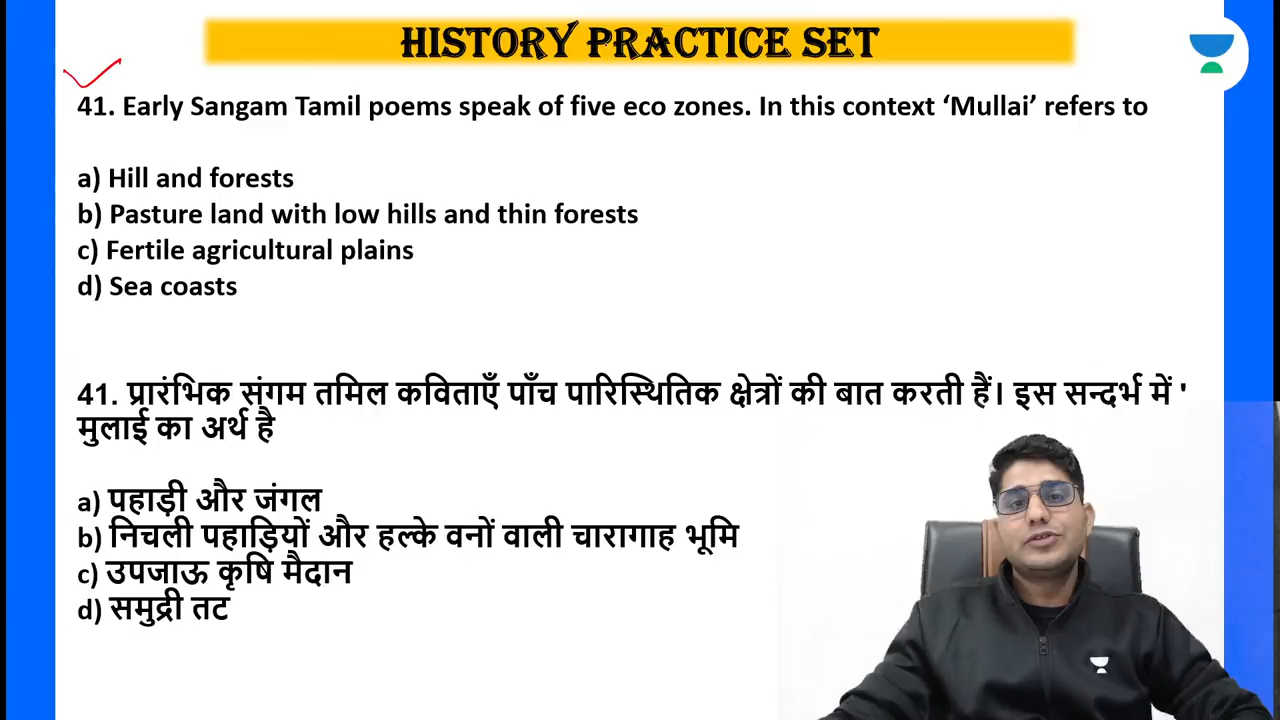 HISTORY PRACTICE SET
41. Early Sangam Tamil poems speak of five eco zones. In this context ‘Mullai’ refers to
a) Hill and forests
b) Pasture land with low hills and thin forests
c) Fertile agricultural plains
d) Sea coasts
41. प्रारंभिक संगम तमिल कविताएँ पाँच पारिस्थितिक क्षेत्रों की बात करती हैं। इस सन्दर्भ में '
मुलाई का अर्थ है
a) पहाड़ी और जंगल
b) निचली पहाड़ियों और हल्के वनों वाली चारागाह भूमि
c) उपजाऊ कृषि मैदान
d) समुद्री तट